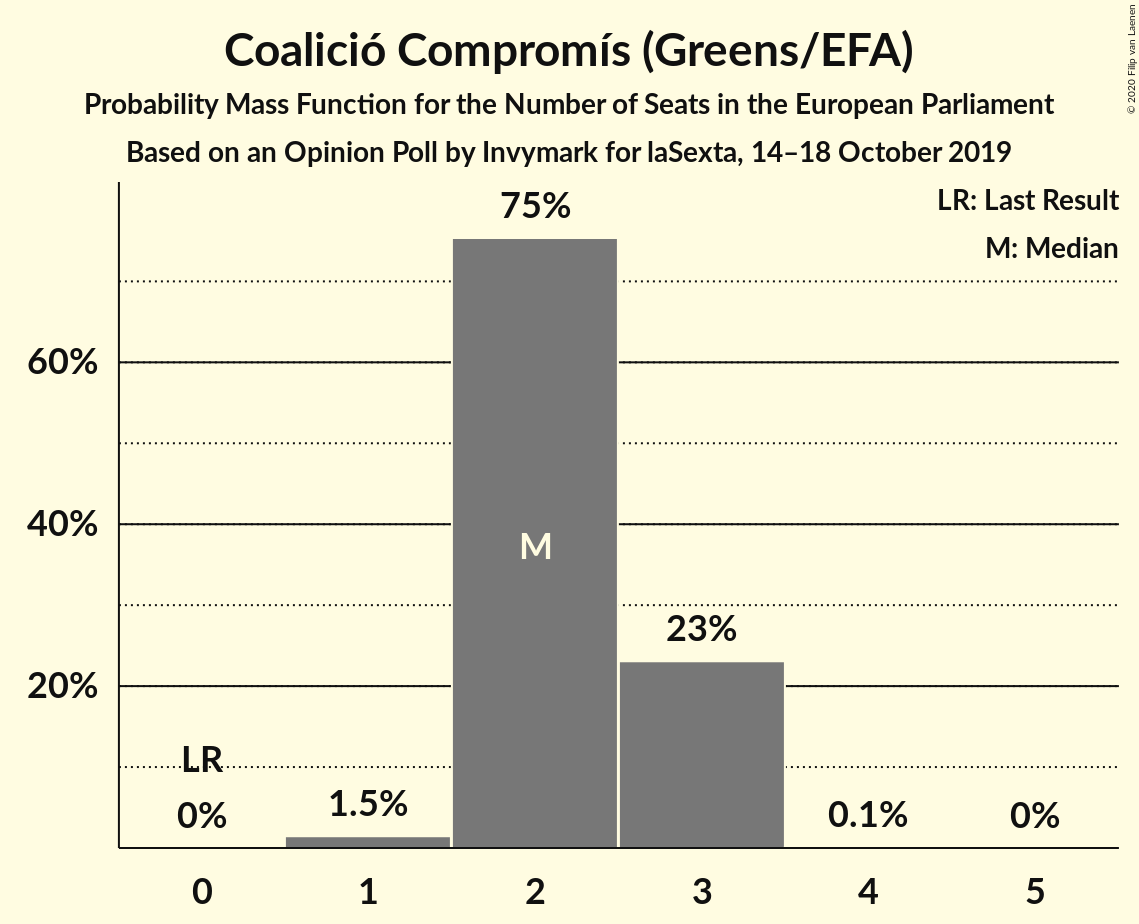 Coalició Compromís (Greens/EFA)
Probability Mass Function for the Number of Seats in the European Parliament
Based on an Opinion Poll by Invymark for laSexta, 14–18 October 2019
© 2020 Filip van Laenen
LR: Last Result
M: Median
75%
60%
40%
M
23%
20%
LR
0%
1.5%
0.1%
0%
0 1 2 3 4 5